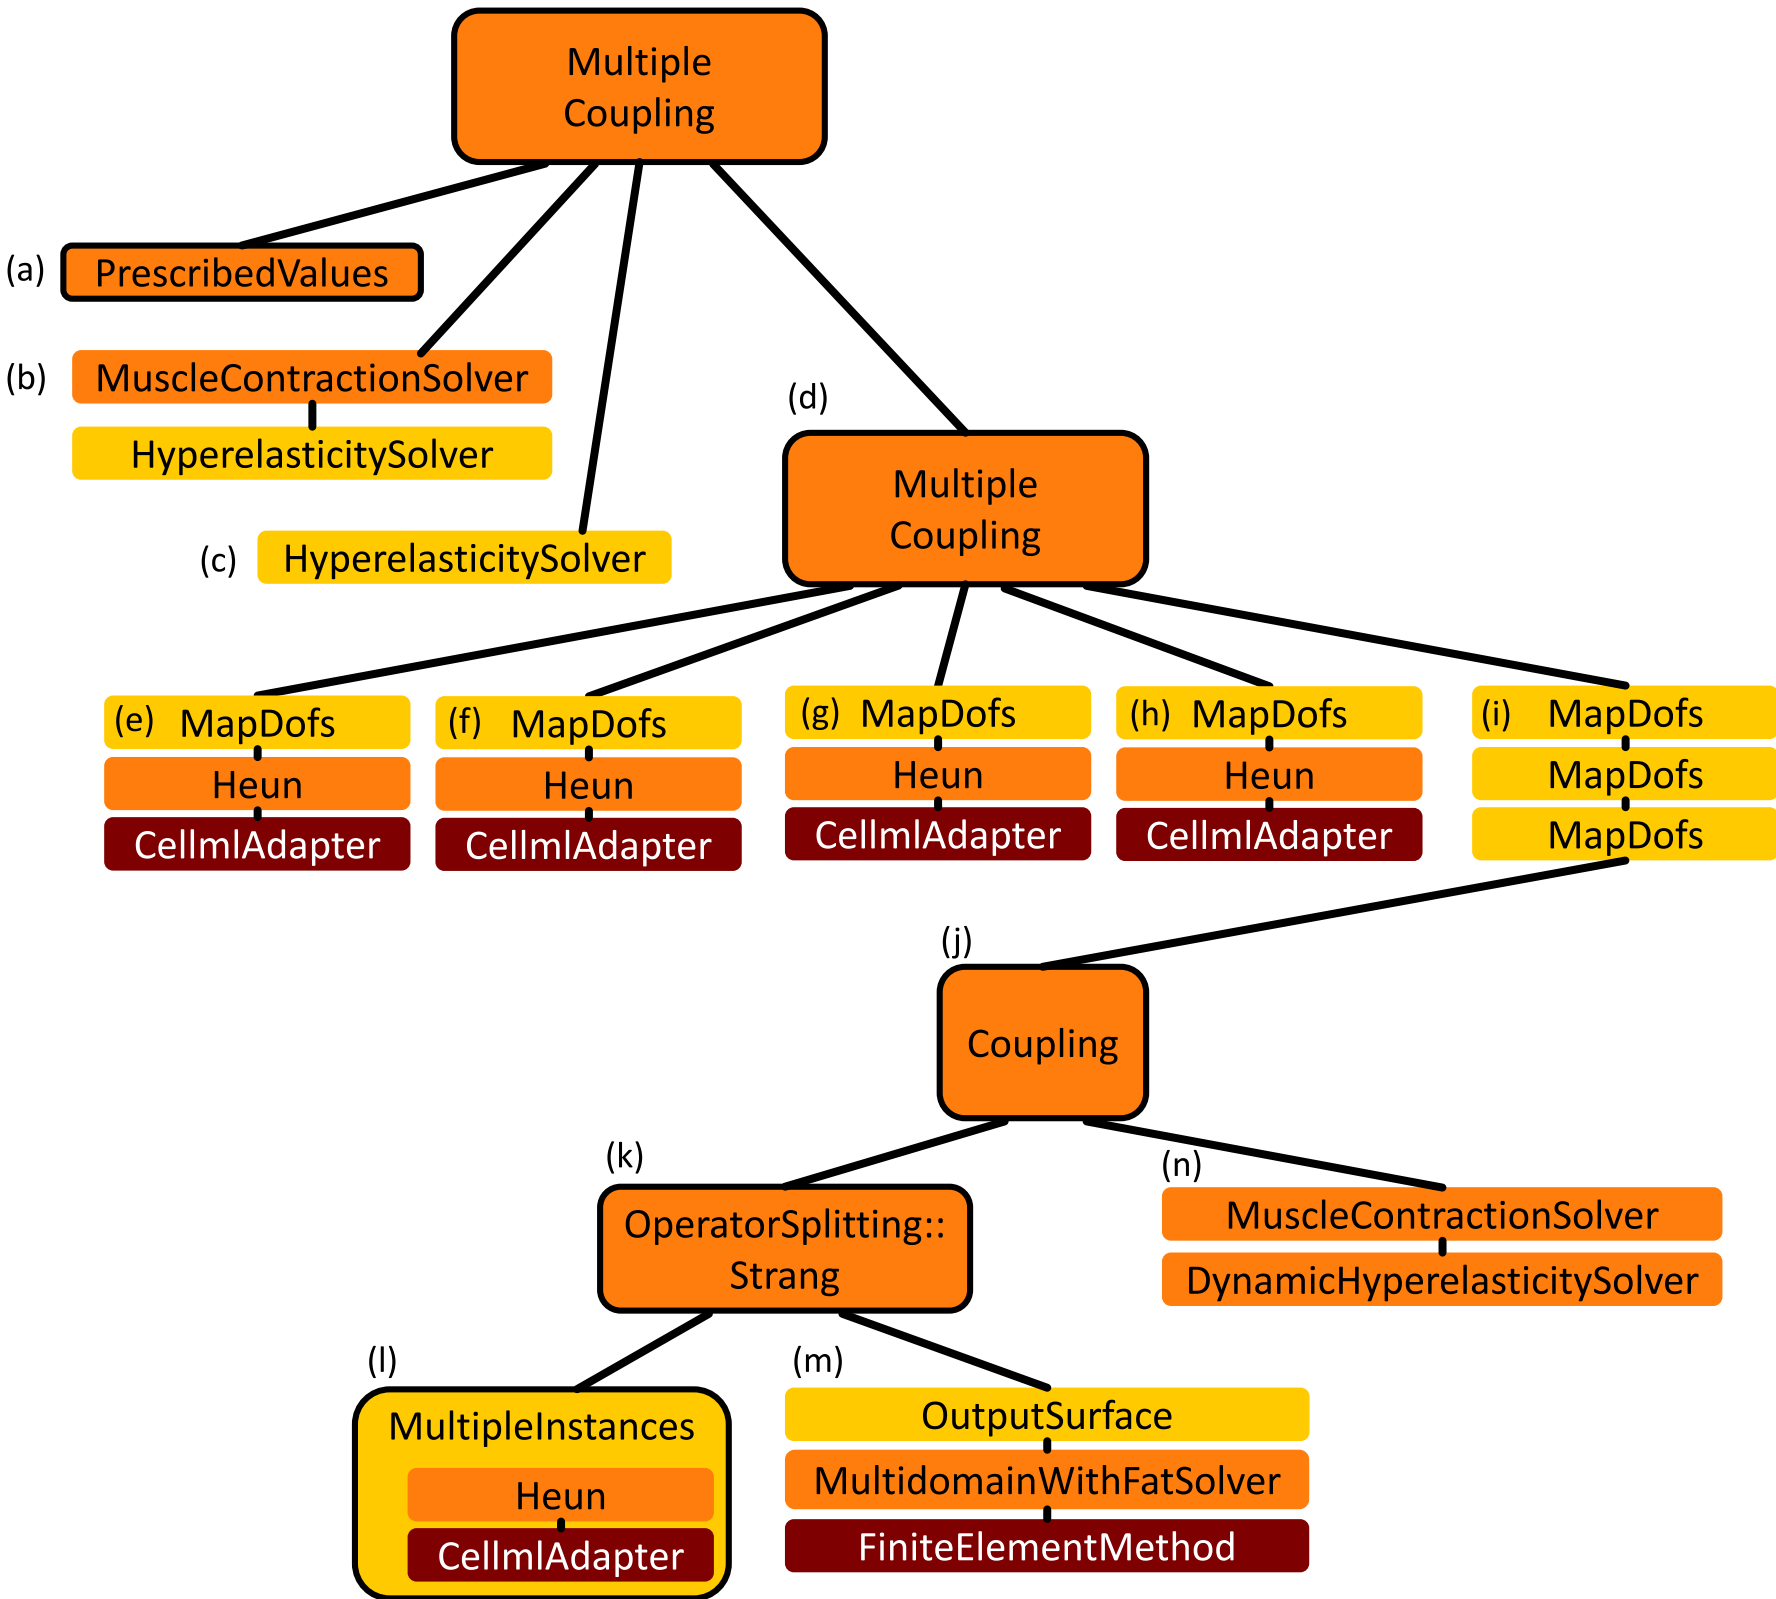 Multiple
Coupling
(a) PrescribedValues
(b) MuscleContractionSolver
HyperelasticitySolver
(c) HyperelasticitySolver
(d)
Multiple
Coupling
(e) MapDofs
Heun
CellmlAdapter
(f) MapDofs
Heun
CellmlAdapter
(g) MapDofs
Heun
CellmlAdapter
(h) MapDofs
Heun
CellmlAdapter
(i) MapDofs
MapDofs
MapDofs
(j)
Coupling
(k)
OperatorSplitting::
Strang
(n)
MuscleContractionSolver
DynamicHyperelasticitySolver
(l)
MultipleInstances
Heun
CellmlAdapter
(m)
OutputSurface
MultidomainWithFatSolver
FiniteElementMethod